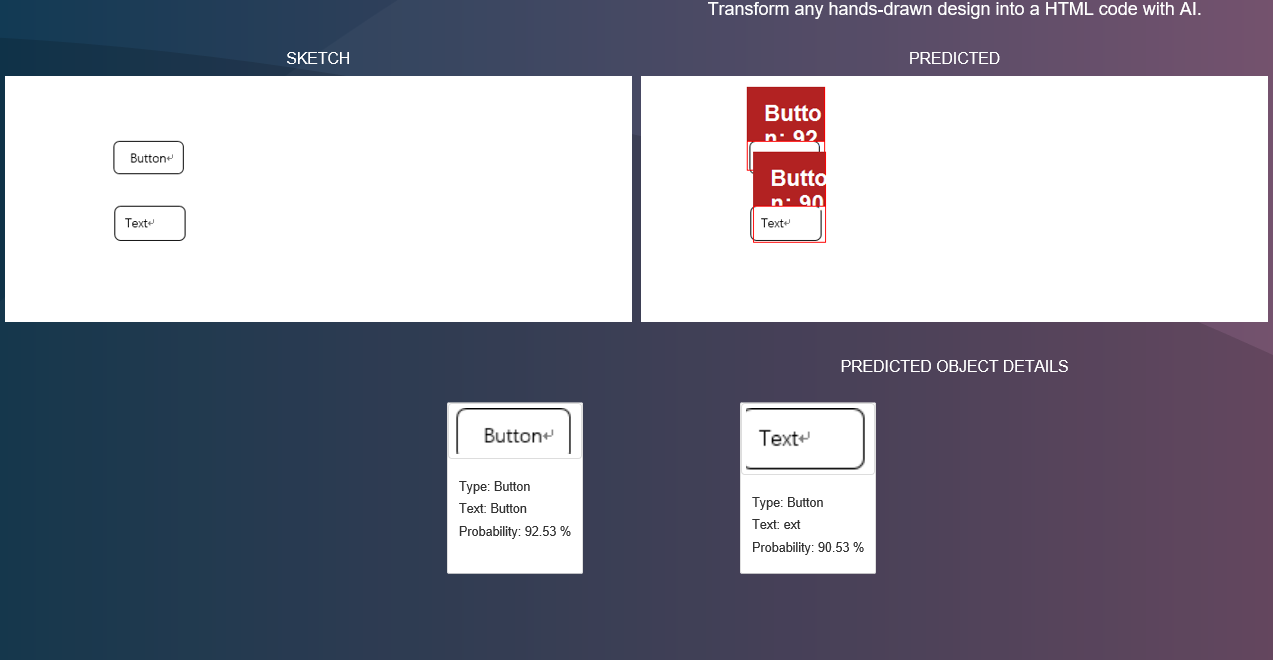 Transform any hands-drawn design into a HTML code with AI.
SKETCH
PREDICTED
Button↵
Text↵
Butto
n: 92
Butto
n: 90
Text↵
PREDICTED OBJECT DETAILS
Button↵
Type: Button
Text: Button
Probability: 92.53 %
Text↵
Type: Button
Text: ext
Probability: 90.53 %